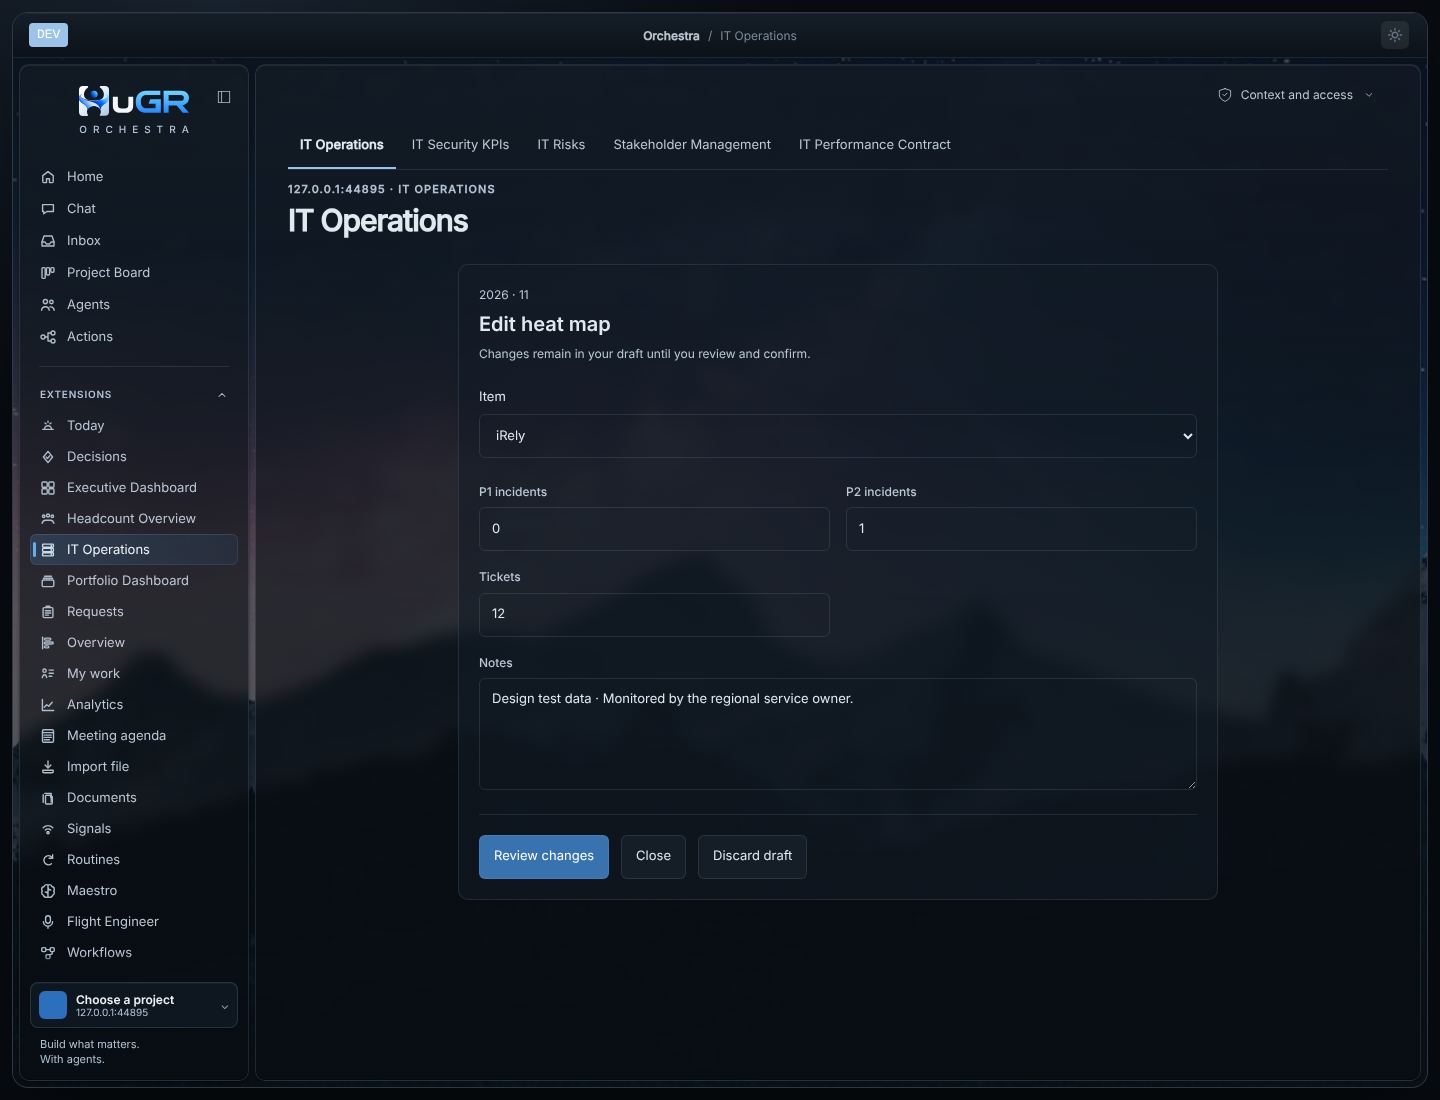 DEV
Orchestra / IT Operations
HuGR
ORCHESTRA
Context and access
Home
Chat
Inbox
Project Board
Agents
Actions
EXTENSIONS
Today
Decisions
Executive Dashboard
Headcount Overview
IT Operations
Portfolio Dashboard
Requests
Overview
My work
Analytics
Meeting agenda
Import file
Documents
Signals
Routines
Maestro
Flight Engineer
Workflows
Choose a project
127.0.0.1:44895
Build what matters.
With agents.
IT Operations IT Security KPIs IT Risks Stakeholder Management IT Performance Contract
127.0.0.1:44895 · IT OPERATIONS
IT Operations
2026 · 11
Edit heat map
Changes remain in your draft until you review and confirm.
Item
iRely
P1 incidents P2 incidents
0 1
Tickets
12
Notes
Design test data · Monitored by the regional service owner.
Review changes Close Discard draft